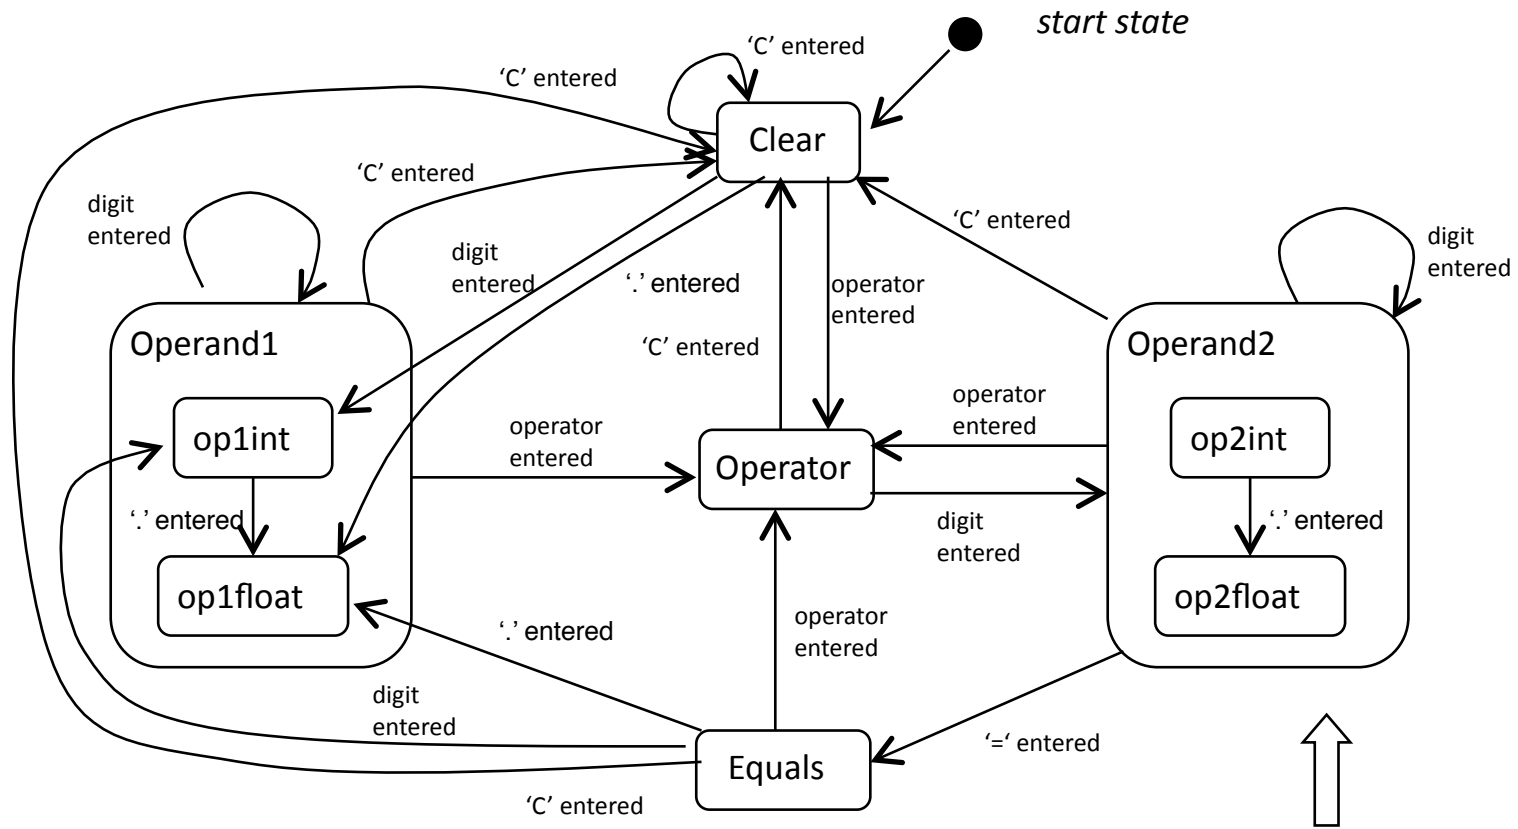 start state
‘C’ entered
‘C’ entered
Clear
‘C’ entered
digit
entered
‘C’ entered
digit
entered
digit
entered
‘.’ entered
operator
entered
Operand1
‘C’ entered
Operand2
operator
entered
op1int
operator
entered
op2int
Operator
‘.’ entered
digit
entered
‘.’ entered
op1float
op2float
‘.’ entered
operator
entered
digit
entered
‘=‘ entered
Equals
‘C’ entered